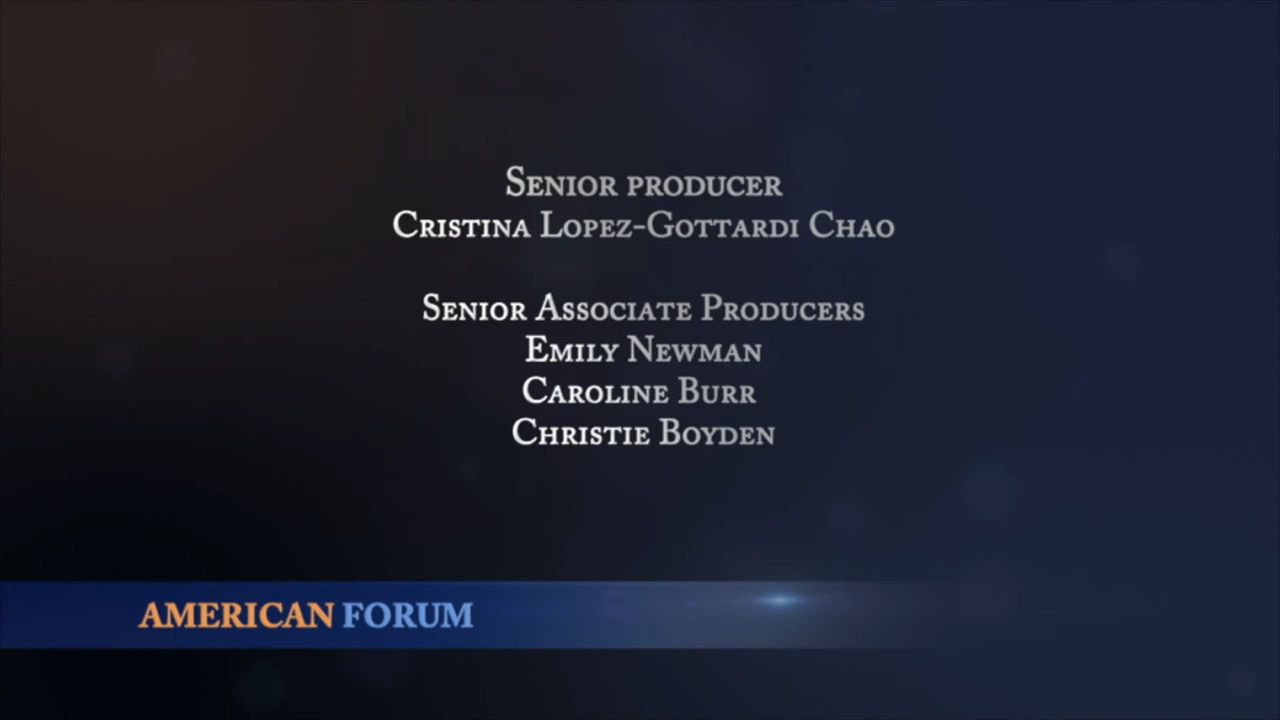 Senior producer
Cristina Lopez-Gottardi Chao
Senior Associate Producers
Emily Newman
Caroline Burr
Christie Boyden
AMERICAN FORUM